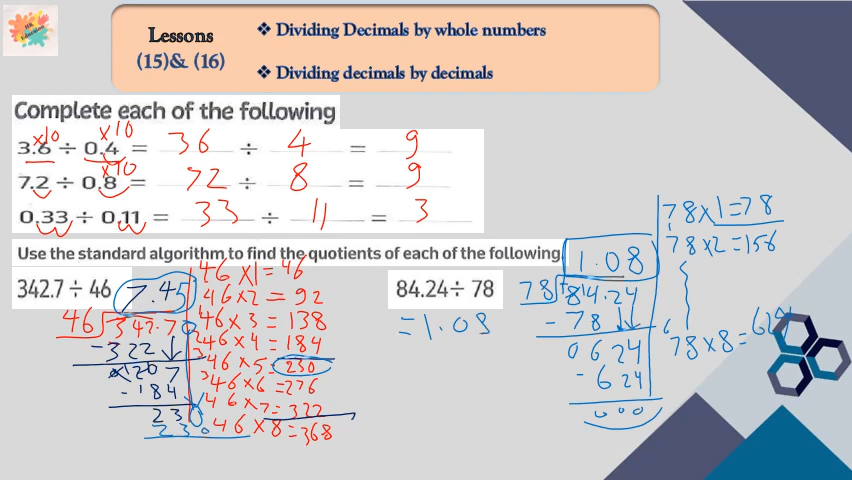 HK Education
Lessons
(15)& (16)
❖ Dividing Decimals by whole numbers
❖ Dividing decimals by decimals
Complete each of the following
x10 x10
3.6 ÷ 0.4 = 36 ÷ 4 = 9
x10
7.2 ÷ 0.8 = 72 ÷ 8 = 9
0.33 ÷ 0.11 = 33 ÷ 11 = 3
Use the standard algorithm to find the quotients of each of the following
342.7 ÷ 46
7.45
46 342.70
-322
207
-184
230
230
46 x 1 = 46
46 x 2 = 92
46 x 3 = 138
46 x 4 = 184
46 x 5 = 230
46 x 6 = 276
46 x 7 = 322
46 x 8 = 368
84.24 ÷ 78
= 1.08
1.08
78 84.24
- 78
0624
- 624
000
78 x 1 = 78
78 x 2 = 156
78 x 8 = 624